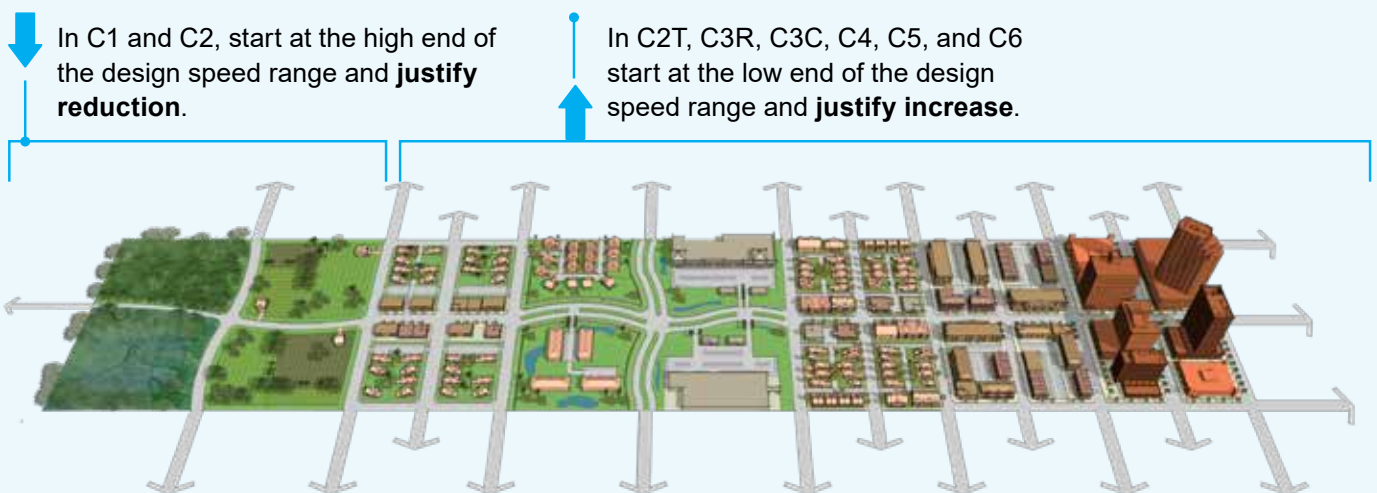 In C1 and C2, start at the high end of
the design speed range and justify
reduction.
In C2T, C3R, C3C, C4, C5, and C6
start at the low end of the design
speed range and justify increase.